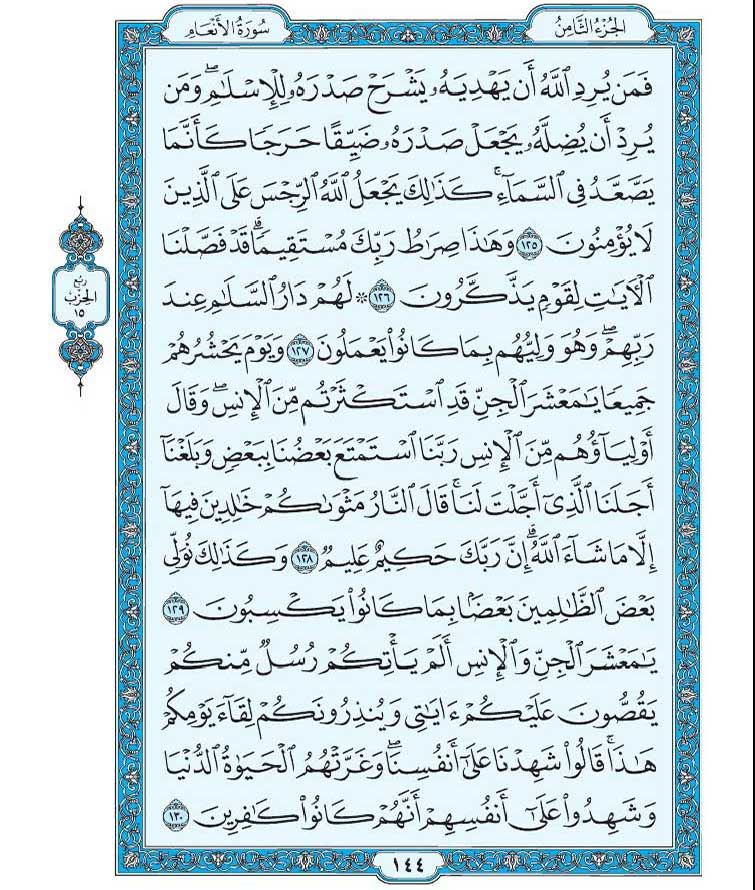 الجُزْءُ الثَّامِنُ
سُورَةُ الأَنْعَامِ
فَمَن يُرِدِ ٱللَّهُ أَن يَهْدِيَهُۥ يَشْرَحْ صَدْرَهُۥ لِلْإِسْلَٰمِۖ وَمَن
يُرِدْ أَن يُضِلَّهُۥ يَجْعَلْ صَدْرَهُۥ ضَيِّقًا حَرَجًا كَأَنَّمَا
يَصَّعَّدُ فِى ٱلسَّمَآءِۚ كَذَٰلِكَ يَجْعَلُ ٱللَّهُ ٱلرِّجْسَ عَلَى ٱلَّذِينَ
لَا يُؤْمِنُونَ ١٢٥ وَهَٰذَا صِرَٰطُ رَبِّكَ مُسْتَقِيمًاۗ قَدْ فَصَّلْنَا
ٱلْءَايَٰتِ لِقَوْمٍ يَذَّكَّرُونَ ١٢٦ ۞ لَهُمْ دَارُ ٱلسَّلَٰمِ عِندَ
رَبِّهِمْۖ وَهُوَ وَلِيُّهُم بِمَا كَانُوا۟ يَعْمَلُونَ ١٢٧ وَيَوْمَ يَحْشُرُهُمْ
جَمِيعًا يَٰمَعْشَرَ ٱلْجِنِّ قَدِ ٱسْتَكْثَرْتُم مِّنَ ٱلْإِنسِۖ وَقَالَ
أَوْلِيَآؤُهُم مِّنَ ٱلْإِنسِ رَبَّنَا ٱسْتَمْتَعَ بَعْضُنَا بِبَعْضٍ وَبَلَغْنَآ
أَجَلَنَا ٱلَّذِىٓ أَجَّلْتَ لَنَاۚ قَالَ ٱلنَّارُ مَثْوَىٰكُمْ خَٰلِدِينَ فِيهَآ
إِلَّا مَا شَآءَ ٱللَّهُۗ إِنَّ رَبَّكَ حَكِيمٌ عَلِيمٌ ١٢٨ وَكَذَٰلِكَ نُوَلِّى
بَعْضَ ٱلظَّٰلِمِينَ بَعْضًۢا بِمَا كَانُوا۟ يَكْسِبُونَ ١٢٩
يَٰمَعْشَرَ ٱلْجِنِّ وَٱلْإِنسِ أَلَمْ يَأْتِكُمْ رُسُلٌ مِّنكُمْ
يَقُصُّونَ عَلَيْكُمْ ءَايَٰتِى وَيُنذِرُونَكُمْ لِقَآءَ يَوْمِكُمْ
هَٰذَاۚ قَالُوا۟ شَهِدْنَا عَلَىٰٓ أَنفُسِنَاۖ وَغَرَّتْهُمُ ٱلْحَيَوٰةُ ٱلدُّنْيَا
وَشَهِدُوا۟ عَلَىٰٓ أَنفُسِهِمْ أَنَّهُمْ كَانُوا۟ كَٰفِرِينَ ١٣٠
رُبْعُ
الحِزْبِ
١٥
١٤٤